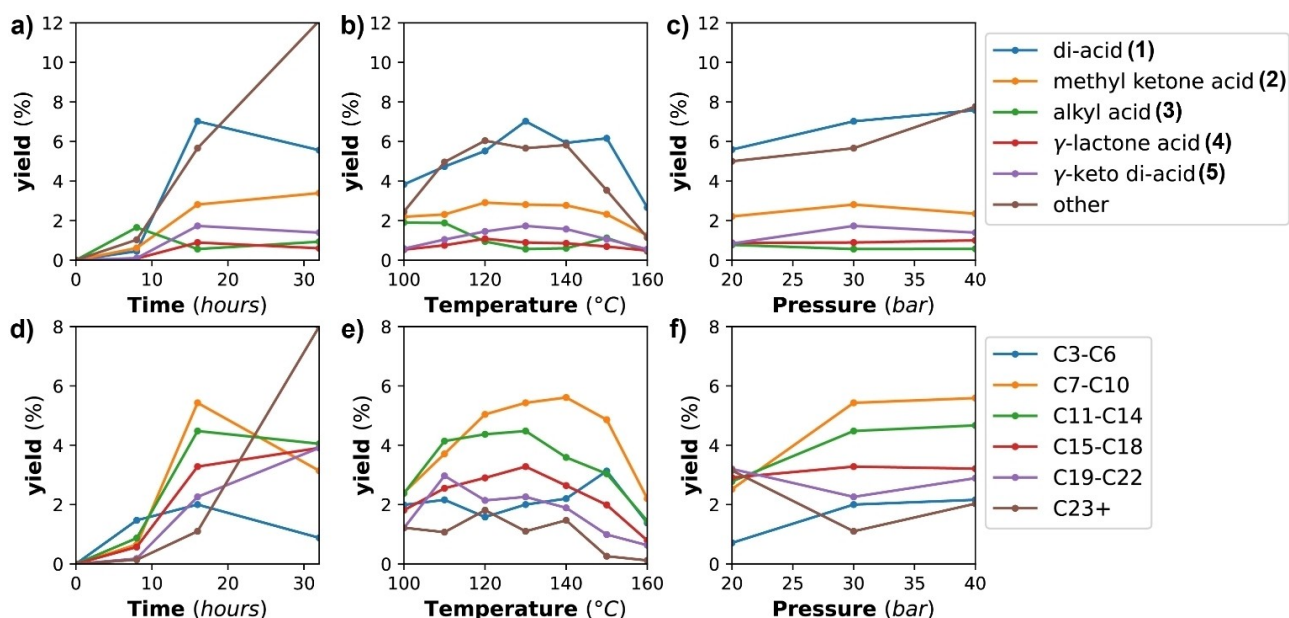 a)
12
10
8
6
4
2
0
yield (%)
0 10 20 30
Time (hours)
b)
12
10
8
6
4
2
0
yield (%)
100 120 140 160
Temperature (°C)
c)
12
10
8
6
4
2
0
yield (%)
20 25 30 35 40
Pressure (bar)
di-acid (1)
methyl ketone acid (2)
alkyl acid (3)
γ-lactone acid (4)
γ-keto di-acid (5)
other
d)
8
6
4
2
0
yield (%)
0 10 20 30
Time (hours)
e)
8
6
4
2
0
yield (%)
100 120 140 160
Temperature (°C)
f)
8
6
4
2
0
yield (%)
20 25 30 35 40
Pressure (bar)
C3-C6
C7-C10
C11-C14
C15-C18
C19-C22
C23+